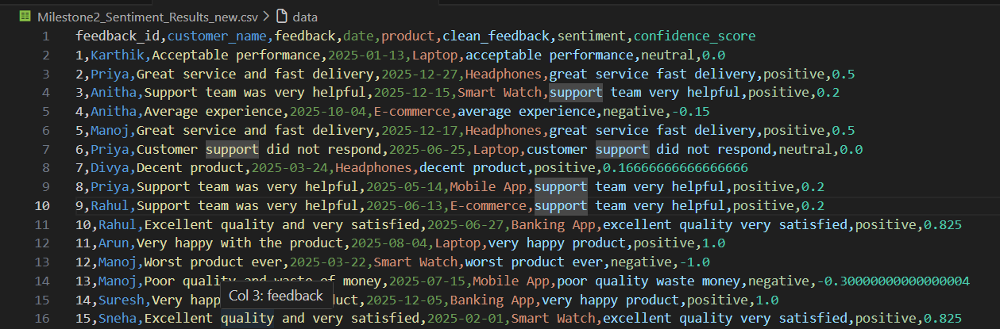 Milestone2_Sentiment_Results_new.csv > data
1 feedback_id,customer_name,feedback,date,product,clean_feedback,sentiment,confidence_score
2 1,Karthik,Acceptable performance,2025-01-13,Laptop,acceptable performance,neutral,0.0
3 2,Priya,Great service and fast delivery,2025-12-27,Headphones,great service fast delivery,positive,0.5
4 3,Anitha,Support team was very helpful,2025-12-15,Smart Watch,support team very helpful,positive,0.2
5 4,Anitha,Average experience,2025-10-04,E-commerce,average experience,negative,-0.15
6 5,Manoj,Great service and fast delivery,2025-12-17,Headphones,great service fast delivery,positive,0.5
7 6,Priya,Customer support did not respond,2025-06-25,Laptop,customer support did not respond,neutral,0.0
8 7,Divya,Decent product,2025-03-24,Headphones,decent product,positive,0.16666666666666666
9 8,Priya,Support team was very helpful,2025-05-14,Mobile App,support team very helpful,positive,0.2
10 9,Rahul,Support team was very helpful,2025-06-13,E-commerce,support team very helpful,positive,0.2
11 10,Rahul,Excellent quality and very satisfied,2025-06-27,Banking App,excellent quality very satisfied,positive,0.825
12 11,Arun,Very happy with the product,2025-08-04,Laptop,very happy product,positive,1.0
13 12,Manoj,Worst product ever,2025-03-22,Smart Watch,worst product ever,negative,-1.0
14 13,Manoj,Poor quality and waste of money,2025-07-15,Mobile App,poor quality waste money,negative,-0.30000000000000004
15 14,Suresh,Very happ Col 3: feedback duct,2025-12-05,Banking App,very happy product,positive,1.0
16 15,Sneha,Excellent quality and very satisfied,2025-02-01,Smart Watch,excellent quality very satisfied,positive,0.825